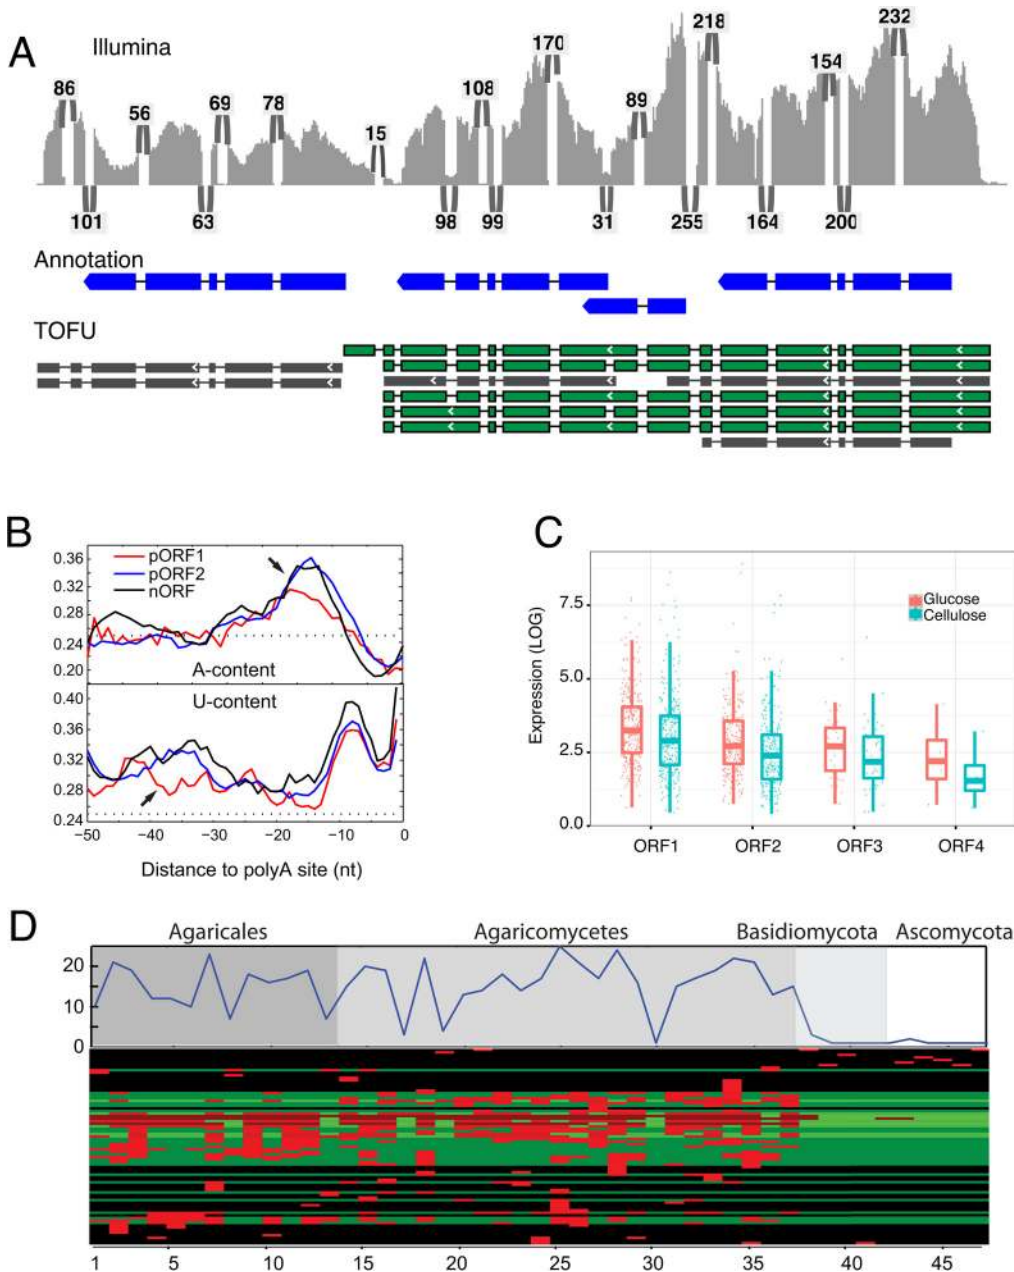 A
Illumina
86
56
69
78
15
108
170
89
218
154
232
101
63
98
99
31
255
164
200
Annotation
TOFU
B
pORF1
pORF2
nORF
0.36
0.32
0.28
0.24
0.20
A-content
U-content
0.40
0.36
0.32
0.28
0.24
−50
−40
−30
−20
−10
0
Distance to polyA site (nt)
C
Expression (LOG)
7.5
5.0
2.5
0.0
Glucose
Cellulose
ORF1
ORF2
ORF3
ORF4
D
Agaricales
Agaricomycetes
Basidiomycota
Ascomycota
20
10
0
1
5
10
15
20
25
30
35
40
45